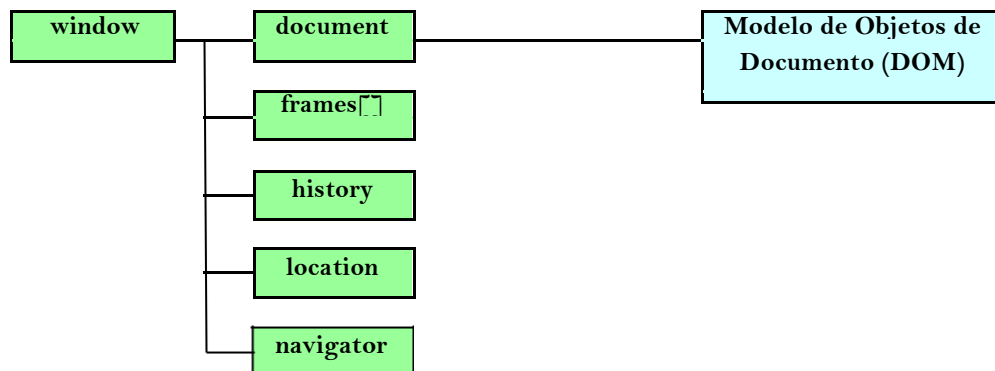 window
document
Modelo de Objetos de
Documento (DOM)
frames[]
history
location
navigator